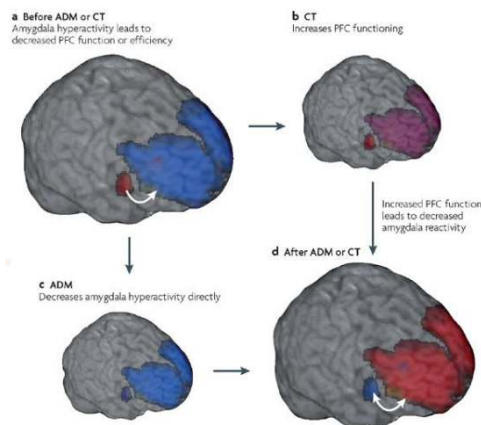 a Before ADM or CT
Amygdala hyperactivity leads to
decreased PFC function or efficiency
b CT
Increases PFC functioning
Increased PFC function
leads to decreased
amygdala reactivity
c ADM
Decreases amygdala hyperactivity directly
d After ADM or CT